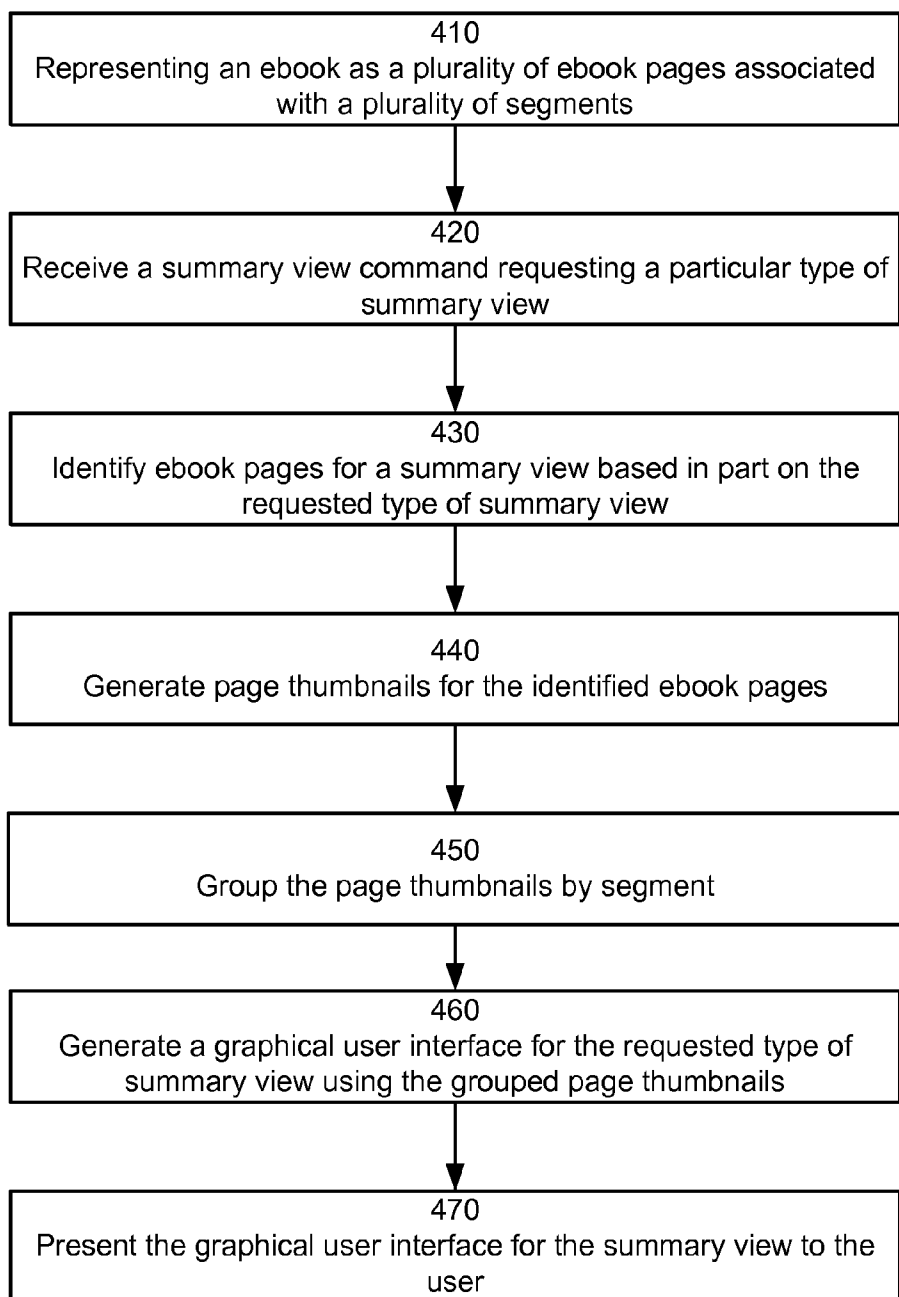 410
Representing an ebook as a plurality of ebook pages associated
with a plurality of segments
420
Receive a summary view command requesting a particular type of
summary view
430
Identify ebook pages for a summary view based in part on the
requested type of summary view
440
Generate page thumbnails for the identified ebook pages
450
Group the page thumbnails by segment
460
Generate a graphical user interface for the requested type of
summary view using the grouped page thumbnails
470
Present the graphical user interface for the summary view to the
user